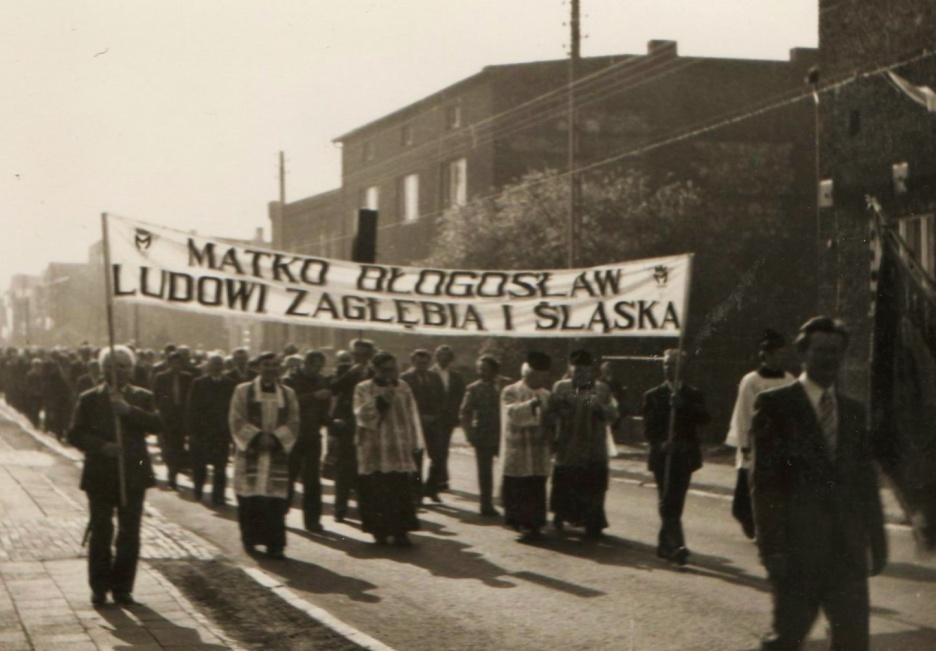 MATKO BŁOGOSŁAW
LUDOWI ZAGŁĘBIA I ŚLĄSKA